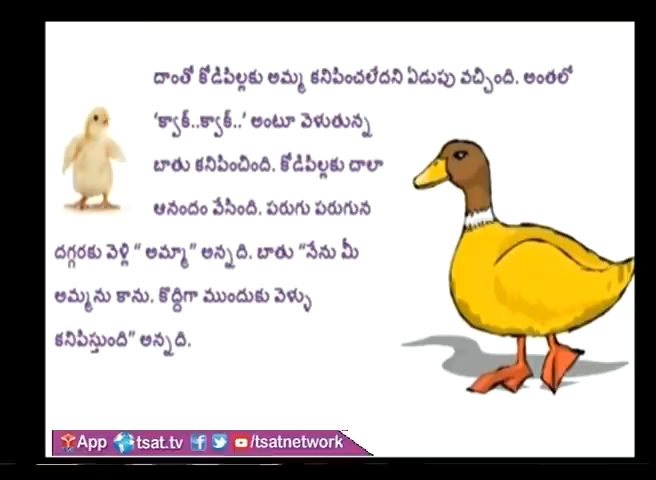 దాంతో కోడిపిల్లకు అమ్మ కనిపించలేదని ఏడుపు వచ్చింది. అంతలో
‘క్వాక్..క్వాక్..’ అంటూ వెళుతున్న
బాతు కనిపించింది. కోడిపిల్లకు చాలా
ఆనందం వేసింది. పరుగు పరుగున
దగ్గరకు వెళ్లి “ అమ్మా” అన్నది. బాతు “నేను మీ
అమ్మను కాను. కొద్దిగా ముందుకు వెళ్ళు
కనిపిస్తుంది” అన్నది.
App tsat.tv /tsatnetwork